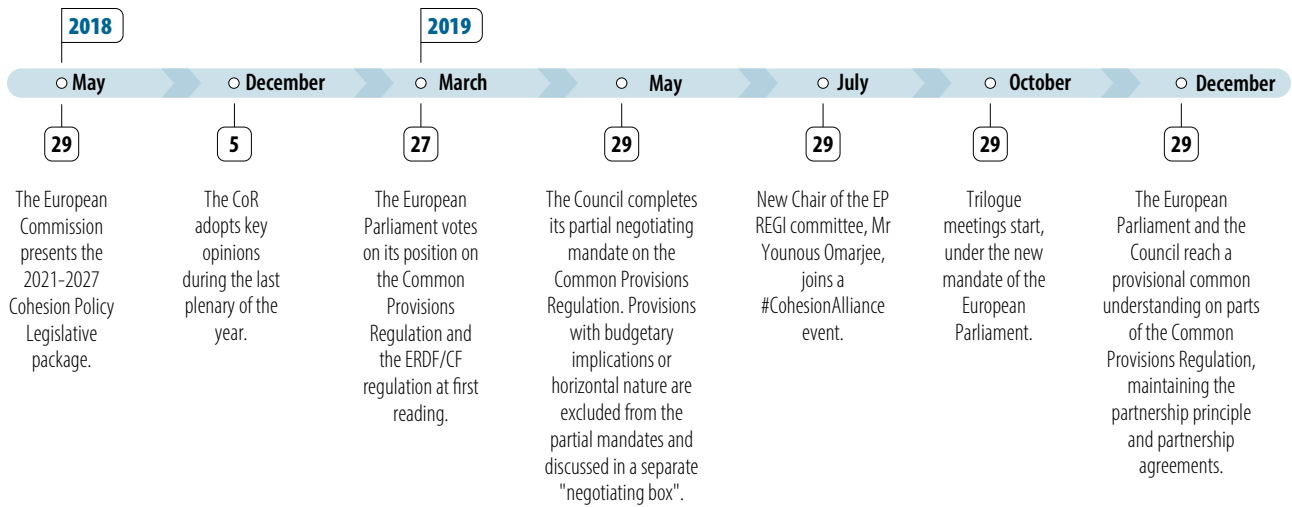 2018
2019
May
December
March
May
July
October
December
29
5
27
29
29
29
29
The European
Commission
presents the
2021-2027
Cohesion Policy
Legislative
package.
The CoR
adopts key
opinions
during the last
plenary of the
year.
The European
Parliament votes
on its position on
the Common
Provisions
Regulation and
the ERDF/CF
regulation at first
reading.
The Council completes
its partial negotiating
mandate on the
Common Provisions
Regulation. Provisions
with budgetary
implications or
horizontal nature are
excluded from the
partial mandates and
discussed in a separate
"negotiating box".
New Chair of the EP
REGI committee, Mr
Younous Omarjee,
joins a
#CohesionAlliance
event.
Trilogue
meetings start,
under the new
mandate of the
European
Parliament.
The European
Parliament and the
Council reach a
provisional common
understanding on parts
of the Common
Provisions Regulation,
maintaining the
partnership principle
and partnership
agreements.